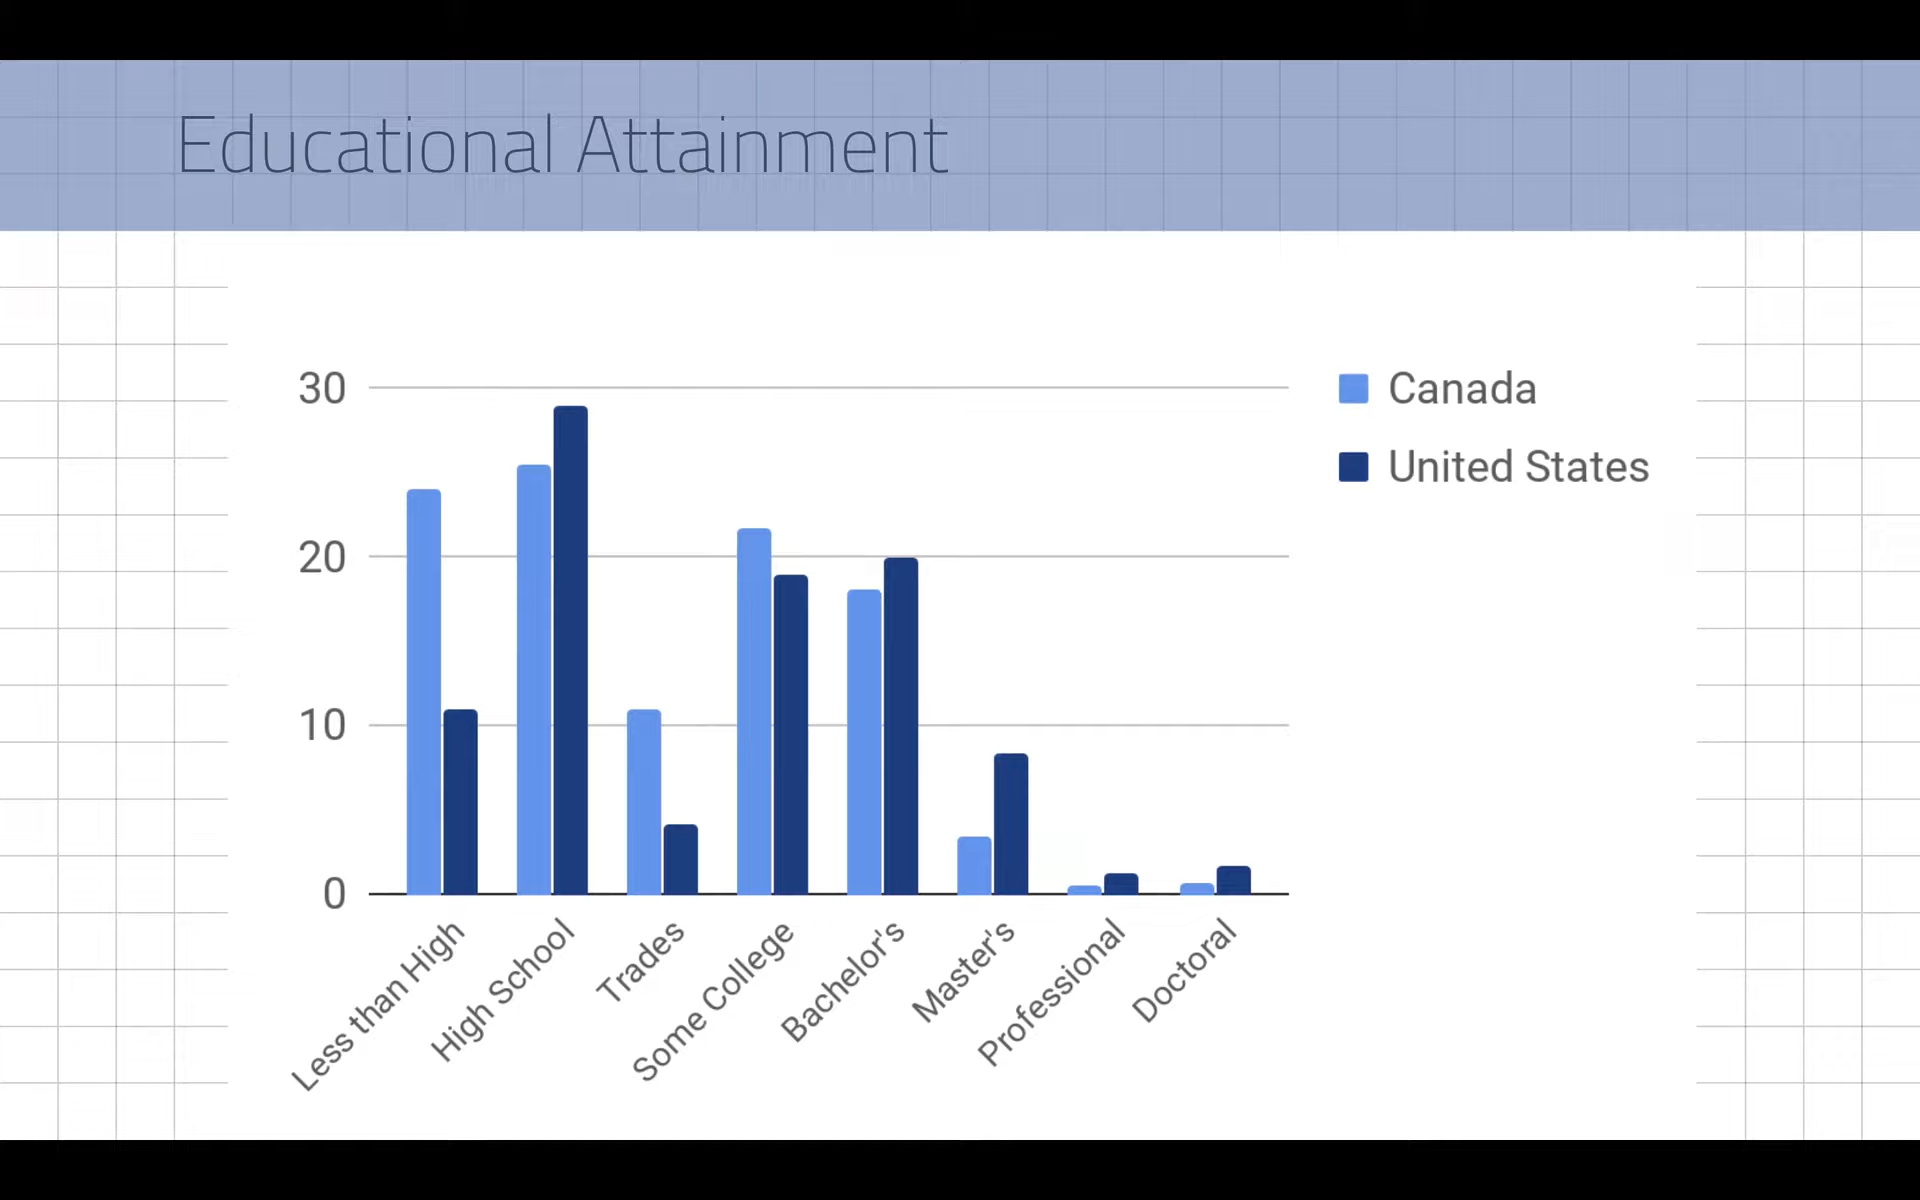 Educational Attainment
30
20
10
0
Canada
United States
Less than High
High School
Trades
Some College
Bachelor's
Master's
Professional
Doctoral